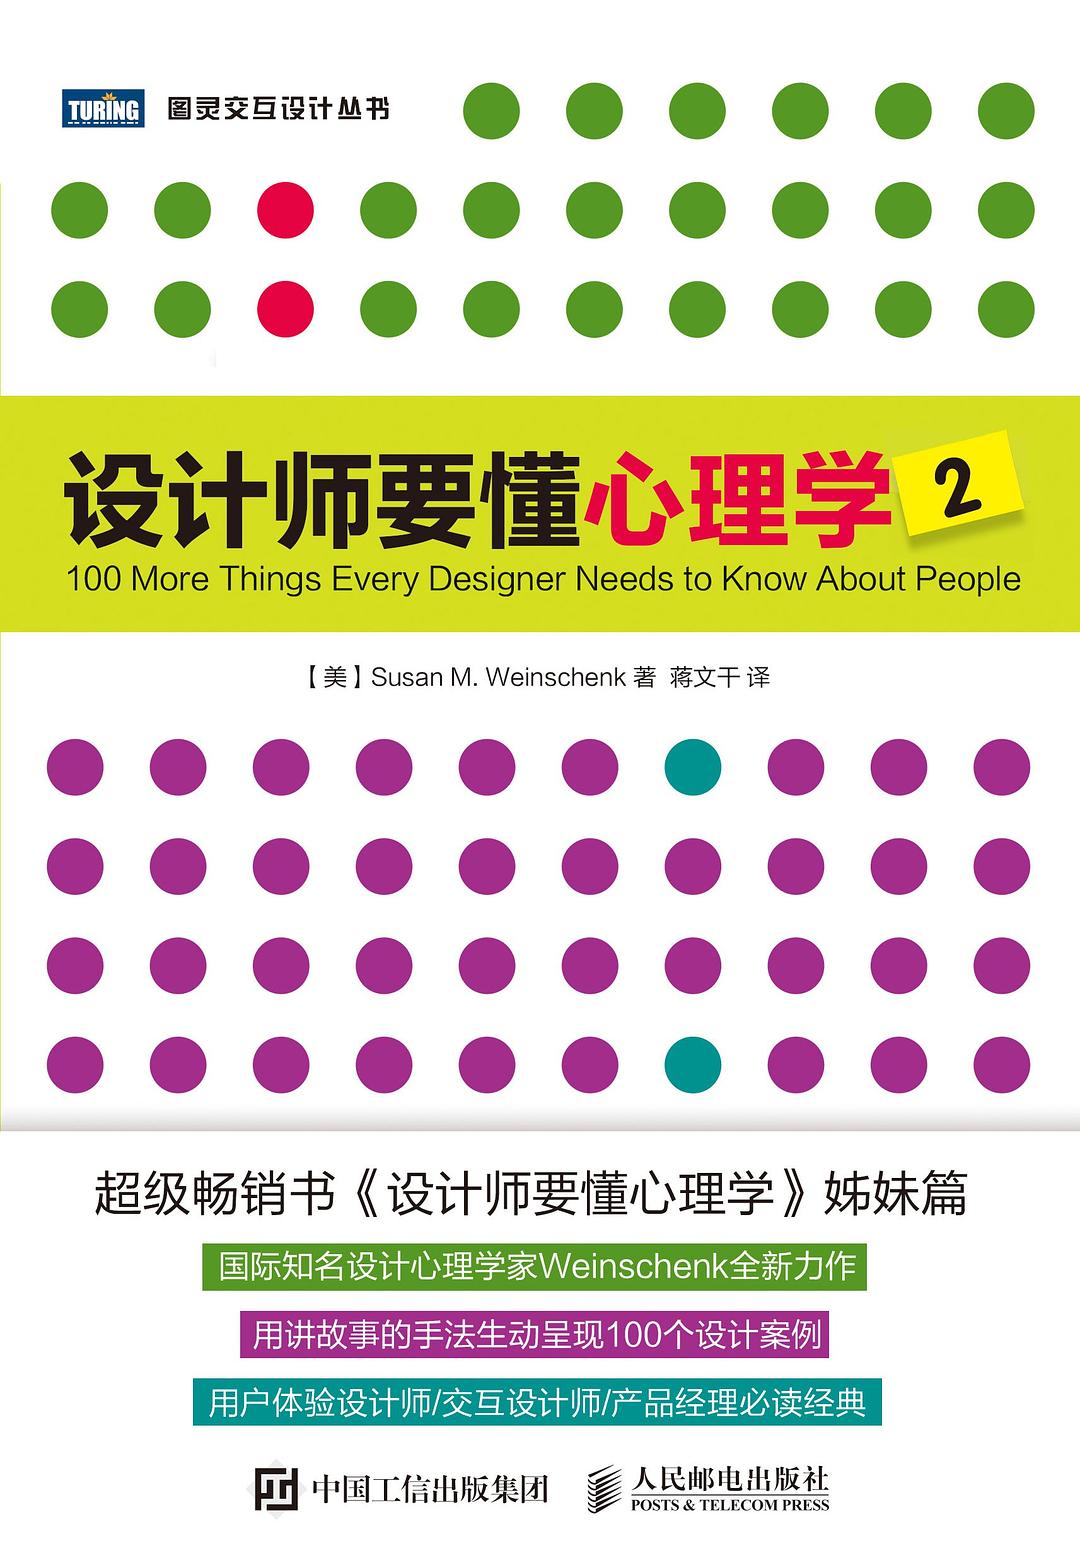 TURING 图灵交互设计丛书
设计师要懂心理学 2
100 More Things Every Designer Needs to Know About People
【美】Susan M. Weinschenk 著 蒋文干 译
超级畅销书《设计师要懂心理学》姊妹篇
国际知名设计心理学家Weinschenk全新力作
用讲故事的手法生动呈现100个设计案例
用户体验设计师/交互设计师/产品经理必读经典
中国工信出版集团
人民邮电出版社
POSTS & TELECOM PRESS